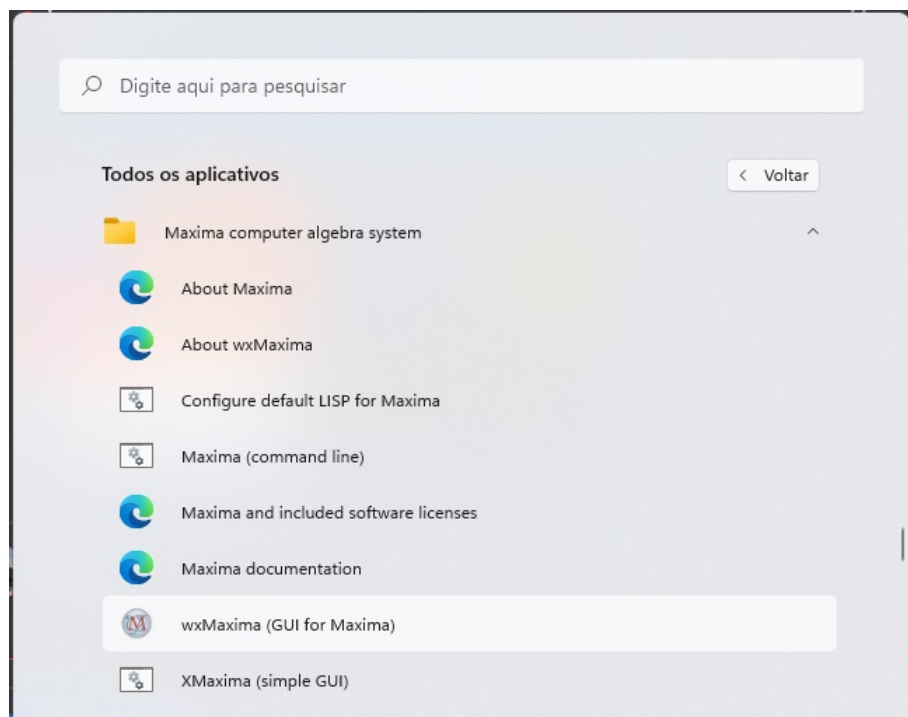 Digite aqui para pesquisar
Todos os aplicativos
Voltar
Maxima computer algebra system
About Maxima
About wxMaxima
Configure default LISP for Maxima
Maxima (command line)
Maxima and included software licenses
Maxima documentation
M
wxMaxima (GUI for Maxima)
XMaxima (simple GUI)